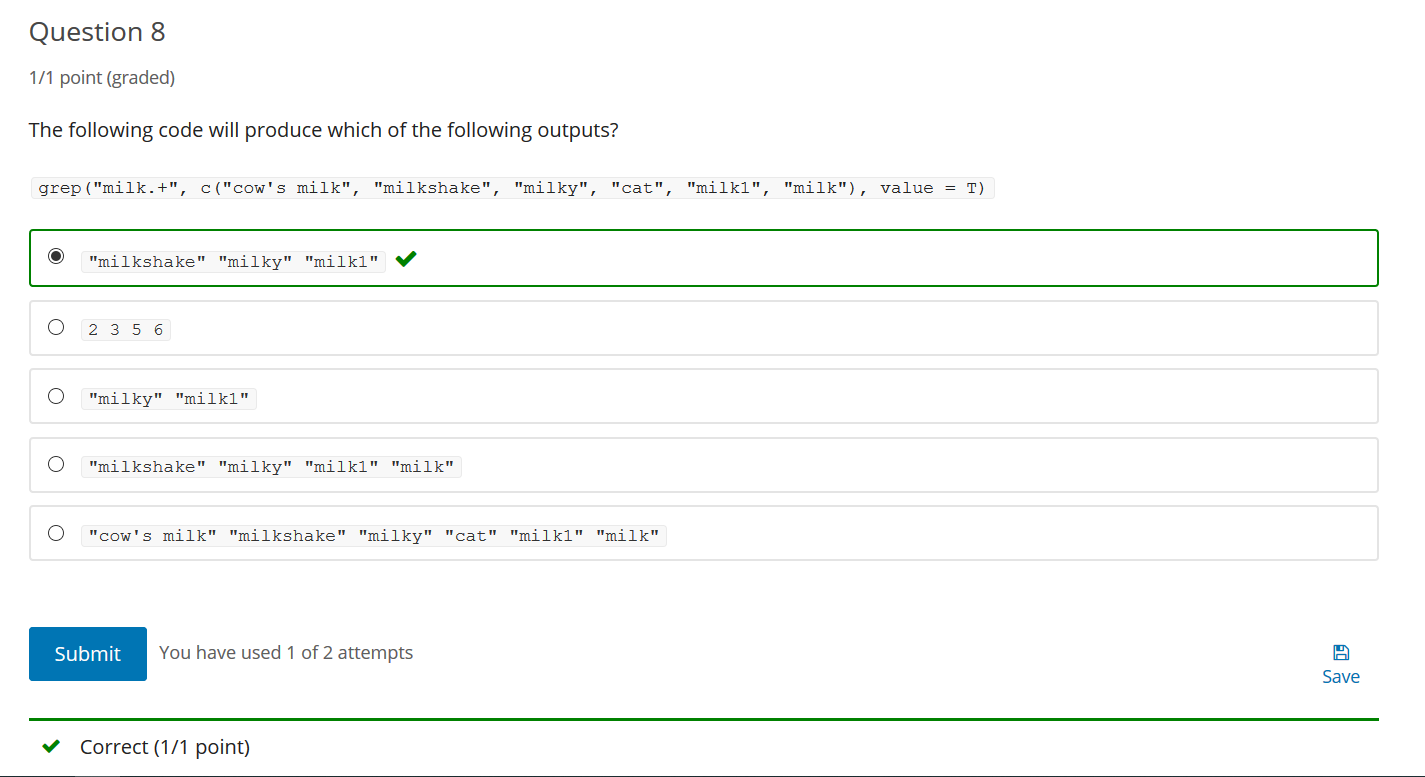 Question 8
1/1 point (graded)
The following code will produce which of the following outputs?
grep("milk.+", c("cow's milk", "milkshake", "milky", "cat", "milk1", "milk"), value = T)
"milkshake" "milky" "milk1"
2 3 5 6
"milky" "milk1"
"milkshake" "milky" "milk1" "milk"
"cow's milk" "milkshake" "milky" "cat" "milk1" "milk"
Submit You have used 1 of 2 attempts
Save
Correct (1/1 point)